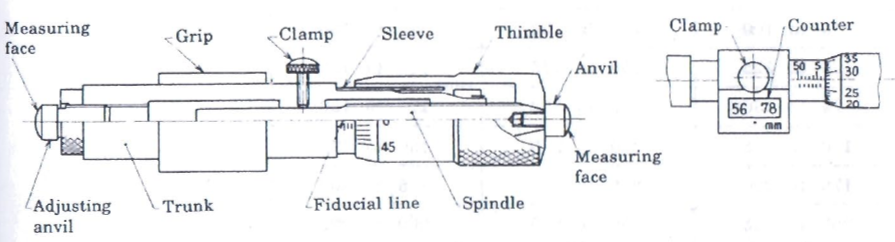 Measuring
face
Grip
Clamp
Sleeve
Thimble
Anvil
0
45
Measuring
face
Adjusting
anvil
Trunk
Fiducial line
Spindle
Clamp
Counter
50 5
35
30
25
20
56 78
mm